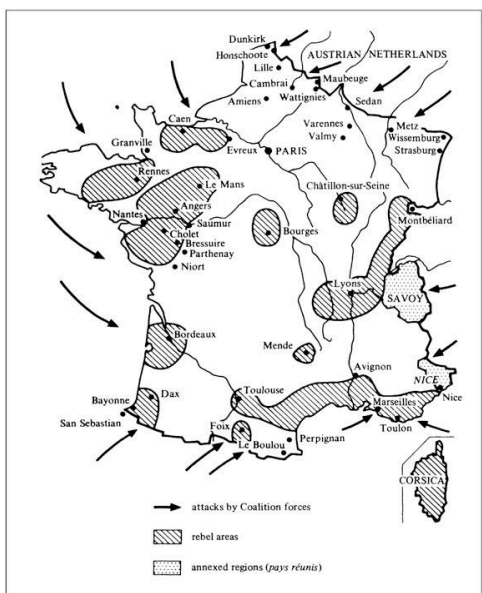 Dunkirk
Honschoote
AUSTRIAN NETHERLANDS
Lille
Cambrai
Maubeuge
Amiens
Wattignies
Sedan
Caen
Varennes
Metz
Granville
Valmy
Wissemburg
Evreux
PARIS
Strasburg
Rennes
Le Mans
Châtillon-sur-Seine
Angers
Nantes
Montbéliard
Saumur
Cholet
Bourges
Bressuire
Parthenay
Niort
Lyons
SAVOY
Bordeaux
Mende
Avignon
NICE
Dax
Toulouse
Nice
Bayonne
Marseilles
San Sebastian
Foix
Toulon
Perpignan
Le Boulou
CORSICA
attacks by Coalition forces
rebel areas
annexed regions (pays réunis)